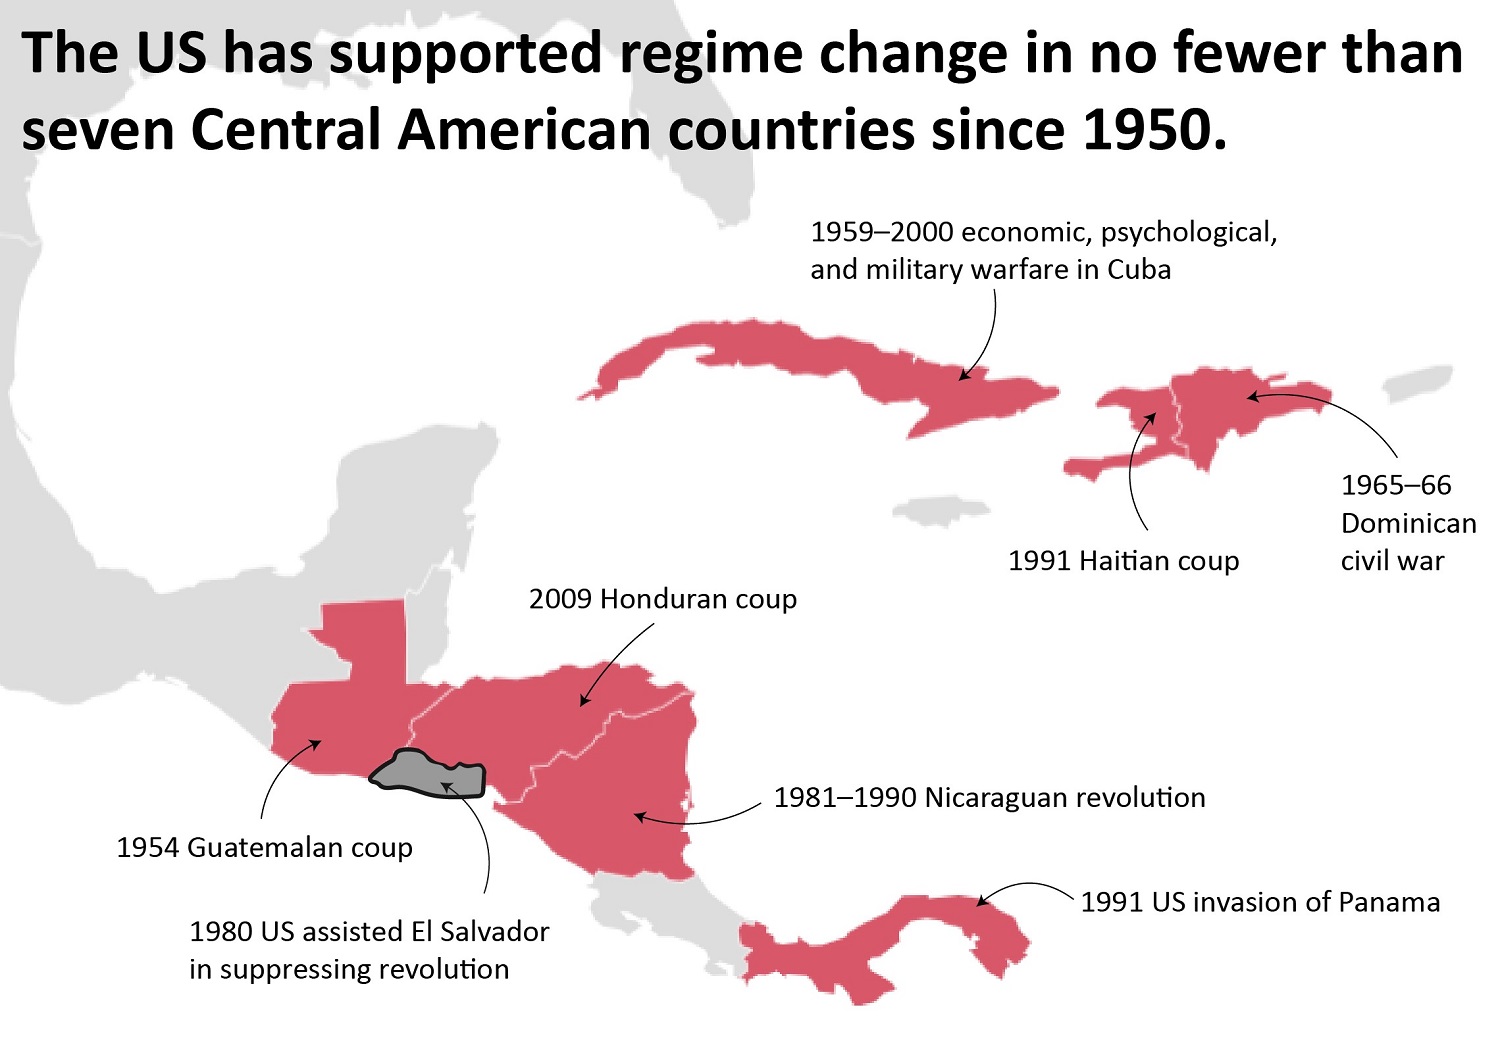 The US has supported regime change in no fewer than
seven Central American countries since 1950.
1959–2000 economic, psychological,
and military warfare in Cuba
1965–66
Dominican
civil war
1991 Haitian coup
2009 Honduran coup
1981–1990 Nicaraguan revolution
1954 Guatemalan coup
1991 US invasion of Panama
1980 US assisted El Salvador
in suppressing revolution